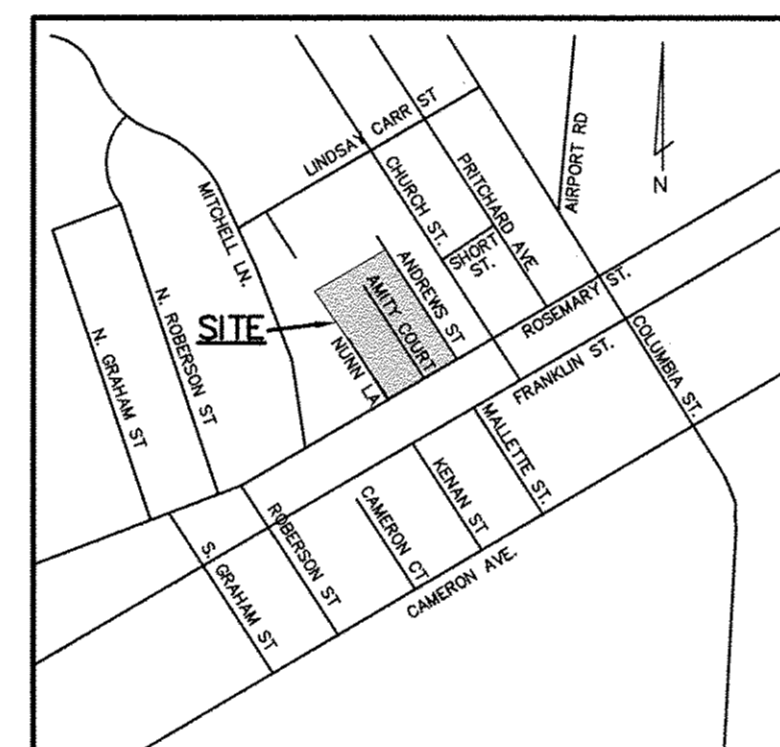 LINDSAY CARR ST
AIRPORT RD
N
CHURCH ST.
PRITCHARD AVE
MITCHELL LN.
SHORT
ST.
ANDREWS ST
AMITY COURT
ROSEMARY ST.
SITE
N. ROBERSON ST
N. GRAHAM ST
NUNN LA
FRANKLIN ST.
COLUMBIA ST.
MALLETTE ST.
KENAN ST
CAMERON CT
ROBERSON ST
S. GRAHAM ST
CAMERON AVE.